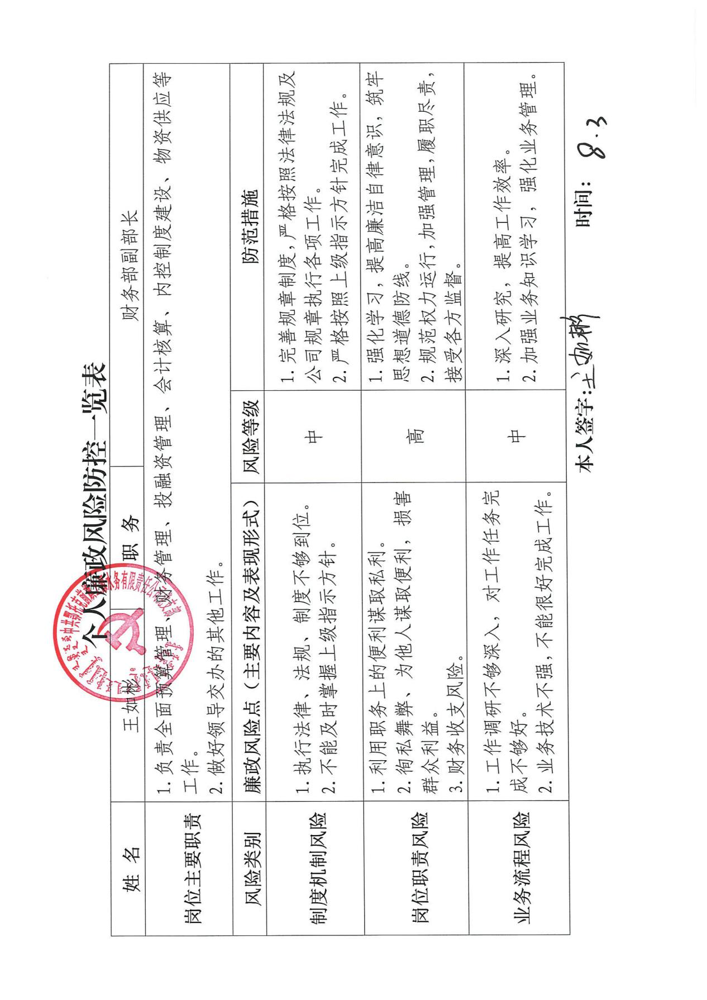 个人廉政风险防控一览表
姓 名 王如彬 职 务 财务部副部长
岗位主要职责
1.负责全面预算管理、财务管理、投融资管理、会计核算、内控制度建设、物资供应等
工作。
2.做好领导交办的其他工作。
风险类别 廉政风险点（主要内容及表现形式） 风险等级 防范措施
制度机制风险
1.执行法律、法规、制度不够到位。
2.不能及时掌握上级指示方针。
中
1.完善规章制度,严格按照法律法规及
公司规章执行各项工作。
2.严格按照上级指示方针完成工作。
岗位职责风险
1.利用职务上的便利谋取私利。
2.徇私舞弊、为他人谋取便利，损害
群众利益。
3.财务收支风险。
高
1.强化学习，提高廉洁自律意识，筑牢
思想道德防线。
2.规范权力运行,加强管理,履职尽责，
接受各方监督。
业务流程风险
1.工作调研不够深入，对工作任务完
成不够好。
2.业务技术不强,不能很好完成工作。
中
1.深入研究，提高工作效率。
2.加强业务知识学习，强化业务管理。
本人签字:王如彬 时间: 8.3